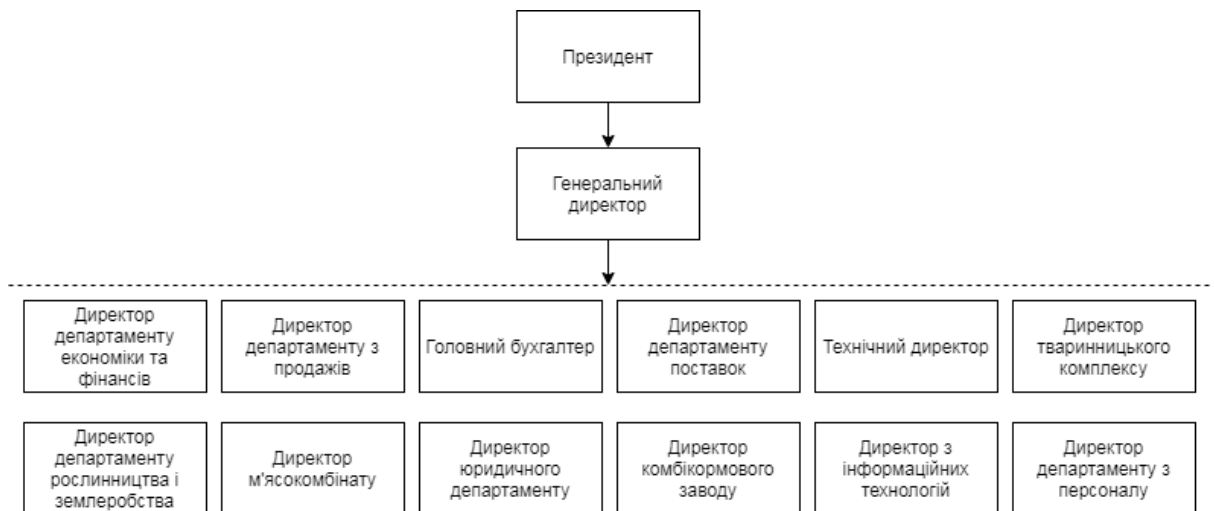 Президент
Генеральний
директор
Директор
департаменту
економіки та
фінансів
Директор
департаменту з
продажів
Головний бухгалтер
Директор
департаменту
поставок
Технічний директор
Директор
тваринницького
комплексу
Директор
департаменту
рослинництва і
землеробства
Директор
м'ясокомбінату
Директор
юридичного
департаменту
Директор
комбікормового
заводу
Директор з
інформаційних
технологій
Директор
департаменту з
персоналу